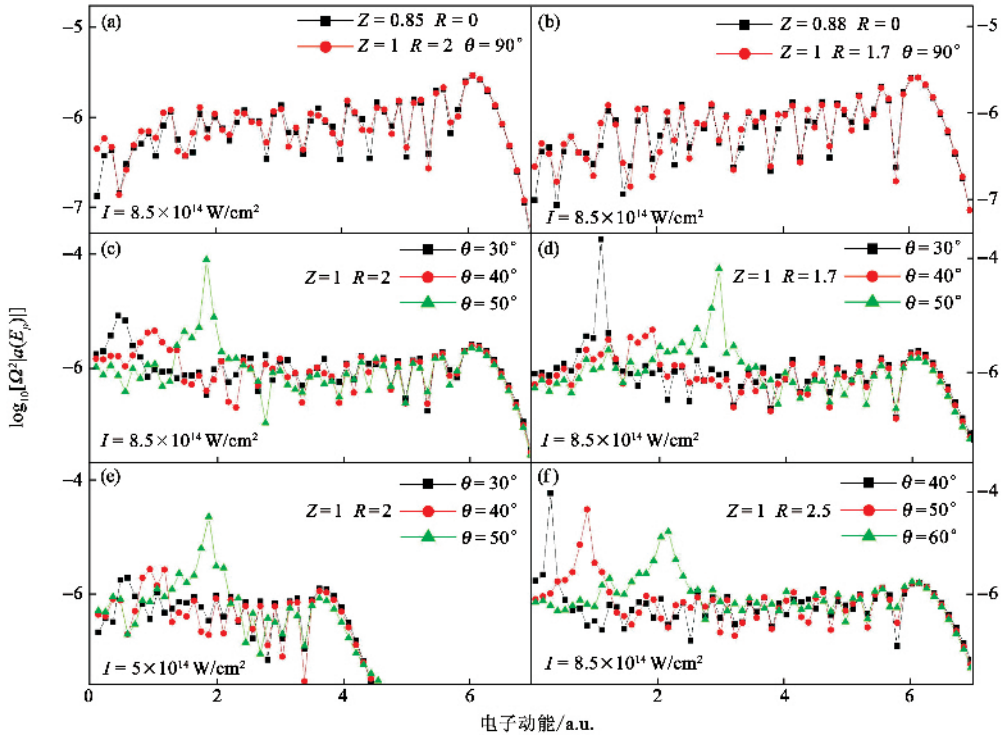 (a)
Z = 0.85 R = 0
Z = 1 R = 2 θ = 90°
I = 8.5×10¹⁴ W/cm²
−5
−6
−7
(b)
Z = 0.88 R = 0
Z = 1 R = 1.7 θ = 90°
I = 8.5×10¹⁴ W/cm²
−5
−6
−7
(c)
θ = 30°
Z = 1 R = 2 θ = 40°
θ = 50°
I = 8.5×10¹⁴ W/cm²
−4
−6
(d)
θ = 30°
Z = 1 R = 1.7 θ = 40°
θ = 50°
I = 8.5×10¹⁴ W/cm²
−4
−6
(e)
θ = 30°
Z = 1 R = 2 θ = 40°
θ = 50°
I = 5×10¹⁴ W/cm²
−4
−6
(f)
θ = 40°
Z = 1 R = 2.5 θ = 50°
θ = 60°
I = 8.5×10¹⁴ W/cm²
−4
−6
0 2 4 6 2 4 6
log₁₀[Ω²|a(Eₚ)|]
电子动能/a.u.